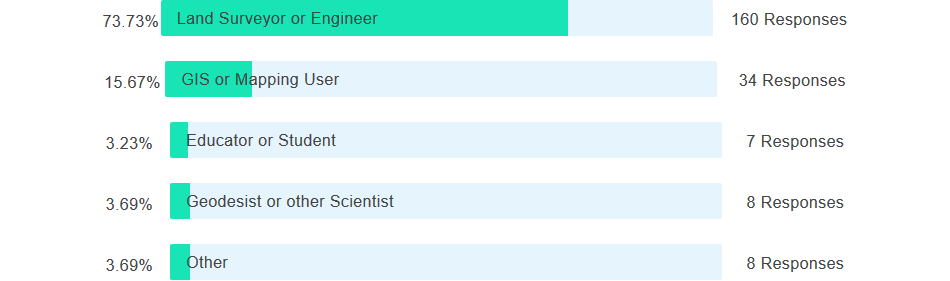 73.73% Land Surveyor or Engineer 160 Responses
15.67% GIS or Mapping User 34 Responses
3.23% Educator or Student 7 Responses
3.69% Geodesist or other Scientist 8 Responses
3.69% Other 8 Responses